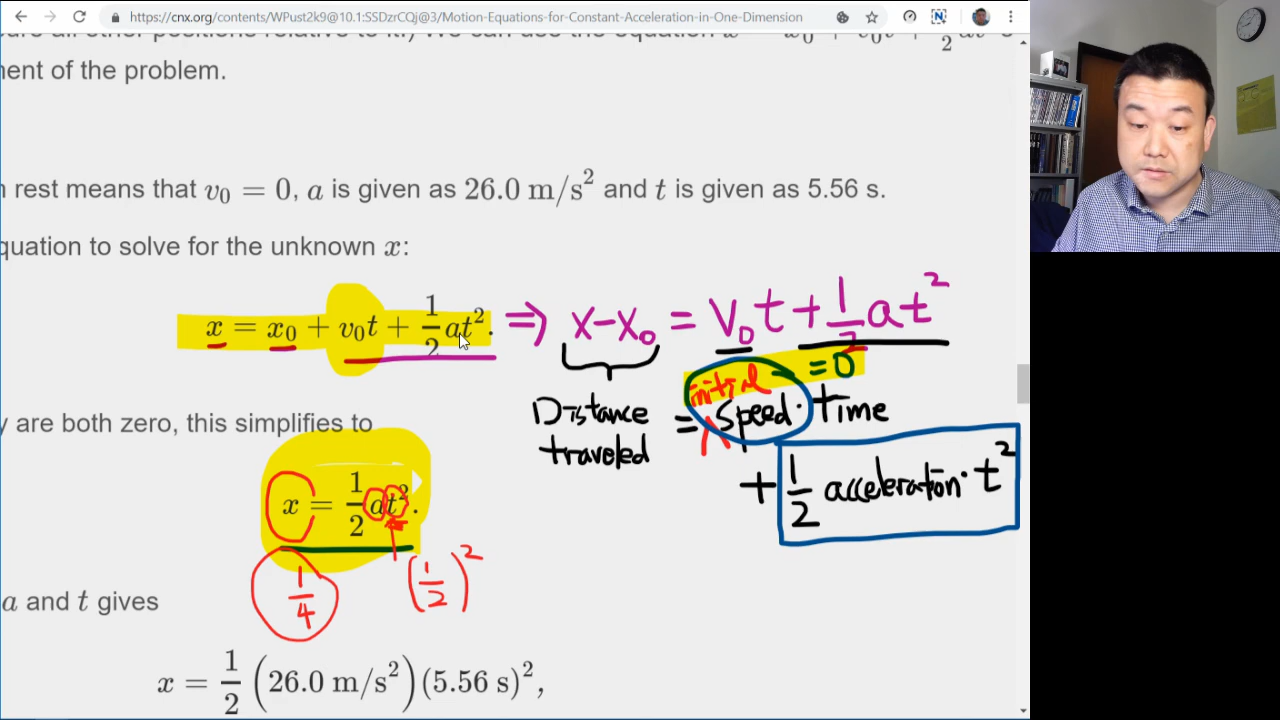 https://cnx.org/contents/WPust2k9@10.1:SSDzrCQj@3/Motion-Equations-for-Constant-Acceleration-in-One-Dimension
ment of the problem.
n rest means that v₀ = 0, a is given as 26.0 m/s² and t is given as 5.56 s.
quation to solve for the unknown x:
x = x₀ + v₀t + 1/2 at². ⇒ x-x₀ = v₀t + 1/2 at²
initial = 0
Distance traveled = ^ Speed · time
+ 1/2 acceleration · t²
y are both zero, this simplifies to
x = 1/2 at².
1/4 (1/2)²
a and t gives
x = 1/2 (26.0 m/s²)(5.56 s)²,